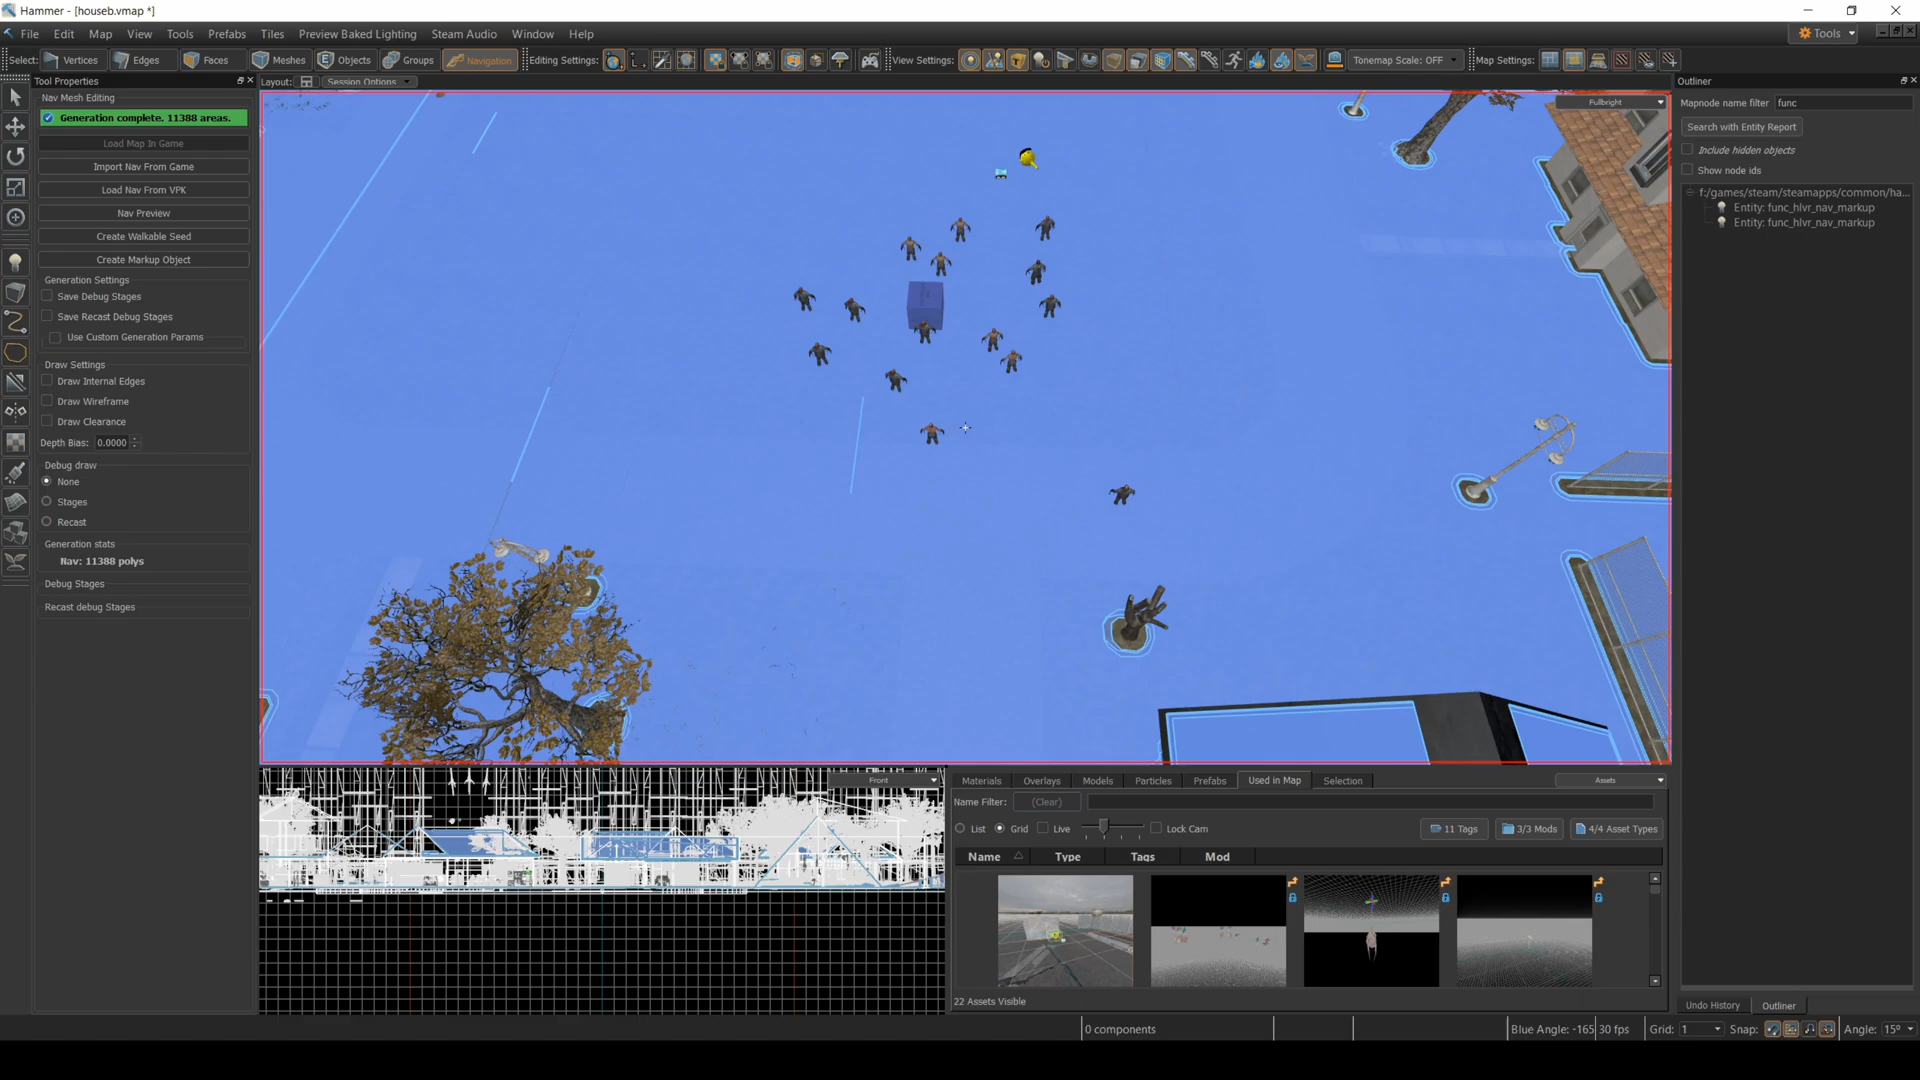 Hammer - [houseb.vmap *]
File Edit Map View Tools Prefabs Tiles Preview Baked Lighting Steam Audio Window Help
Tools
Select: Vertices Edges Faces Meshes Objects Groups Navigation Editing Settings: View Settings: Tonemap Scale: OFF Map Settings:
Tool Properties
Layout: Session Options
Outliner
Nav Mesh Editing
Fullbright
Mapnode name filter func
Generation complete. 11388 areas.
Search with Entity Report
Load Map In Game
Include hidden objects
Import Nav From Game
Show node ids
Load Nav From VPK
f:/games/steam/steamapps/common/ha...
Nav Preview
Entity: func_hlvr_nav_markup
Entity: func_hlvr_nav_markup
Create Walkable Seed
Create Markup Object
Generation Settings
Save Debug Stages
Save Recast Debug Stages
Use Custom Generation Params
Draw Settings
Draw Internal Edges
Draw Wireframe
Draw Clearance
Depth Bias: 0.0000
Debug draw
None
Stages
Recast
Generation stats
Nav: 11388 polys
Debug Stages
Recast debug Stages
Front
Materials Overlays Models Particles Prefabs Used in Map Selection Assets
Name Filter: (Clear)
List Grid Live Lock Cam 11 Tags 3/3 Mods 4/4 Asset Types
Name Type Tags Mod
22 Assets Visible
Undo History Outliner
0 components
Blue Angle: -165 30 fps Grid: 1 Snap: Angle: 15º